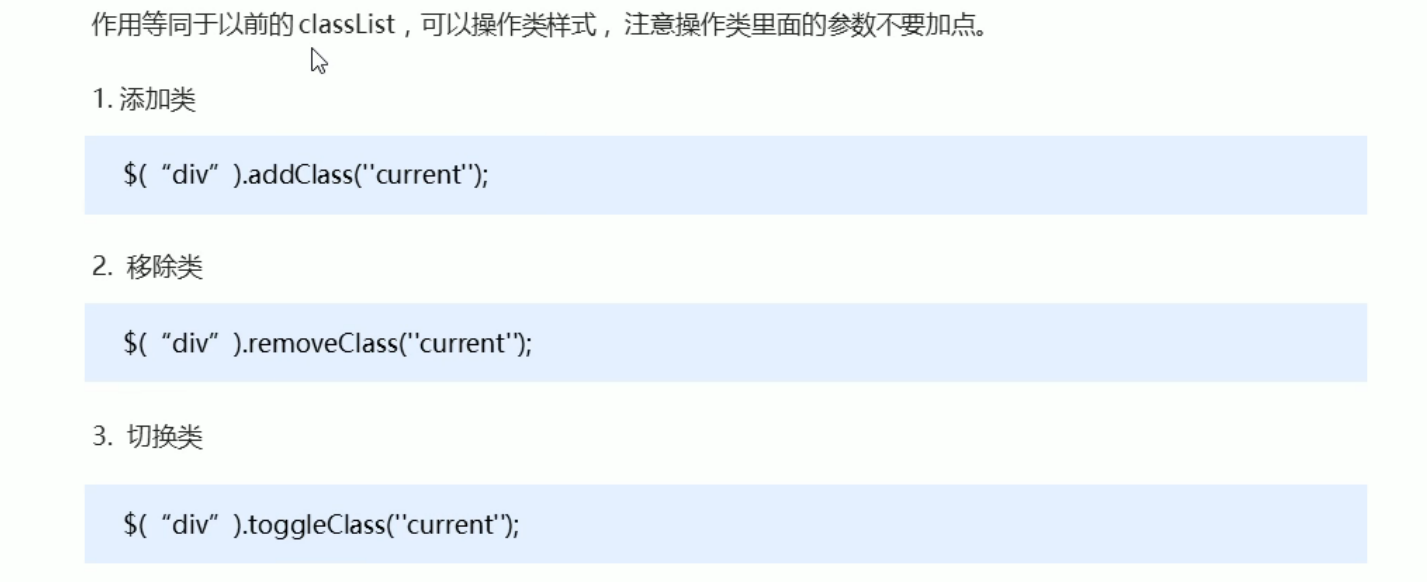 作用等同于以前的 classList，可以操作类样式， 注意操作类里面的参数不要加点。
1. 添加类
$(“div”).addClass(''current'');
2. 移除类
$(“div”).removeClass(''current'');
3. 切换类
$(“div”).toggleClass(''current'');